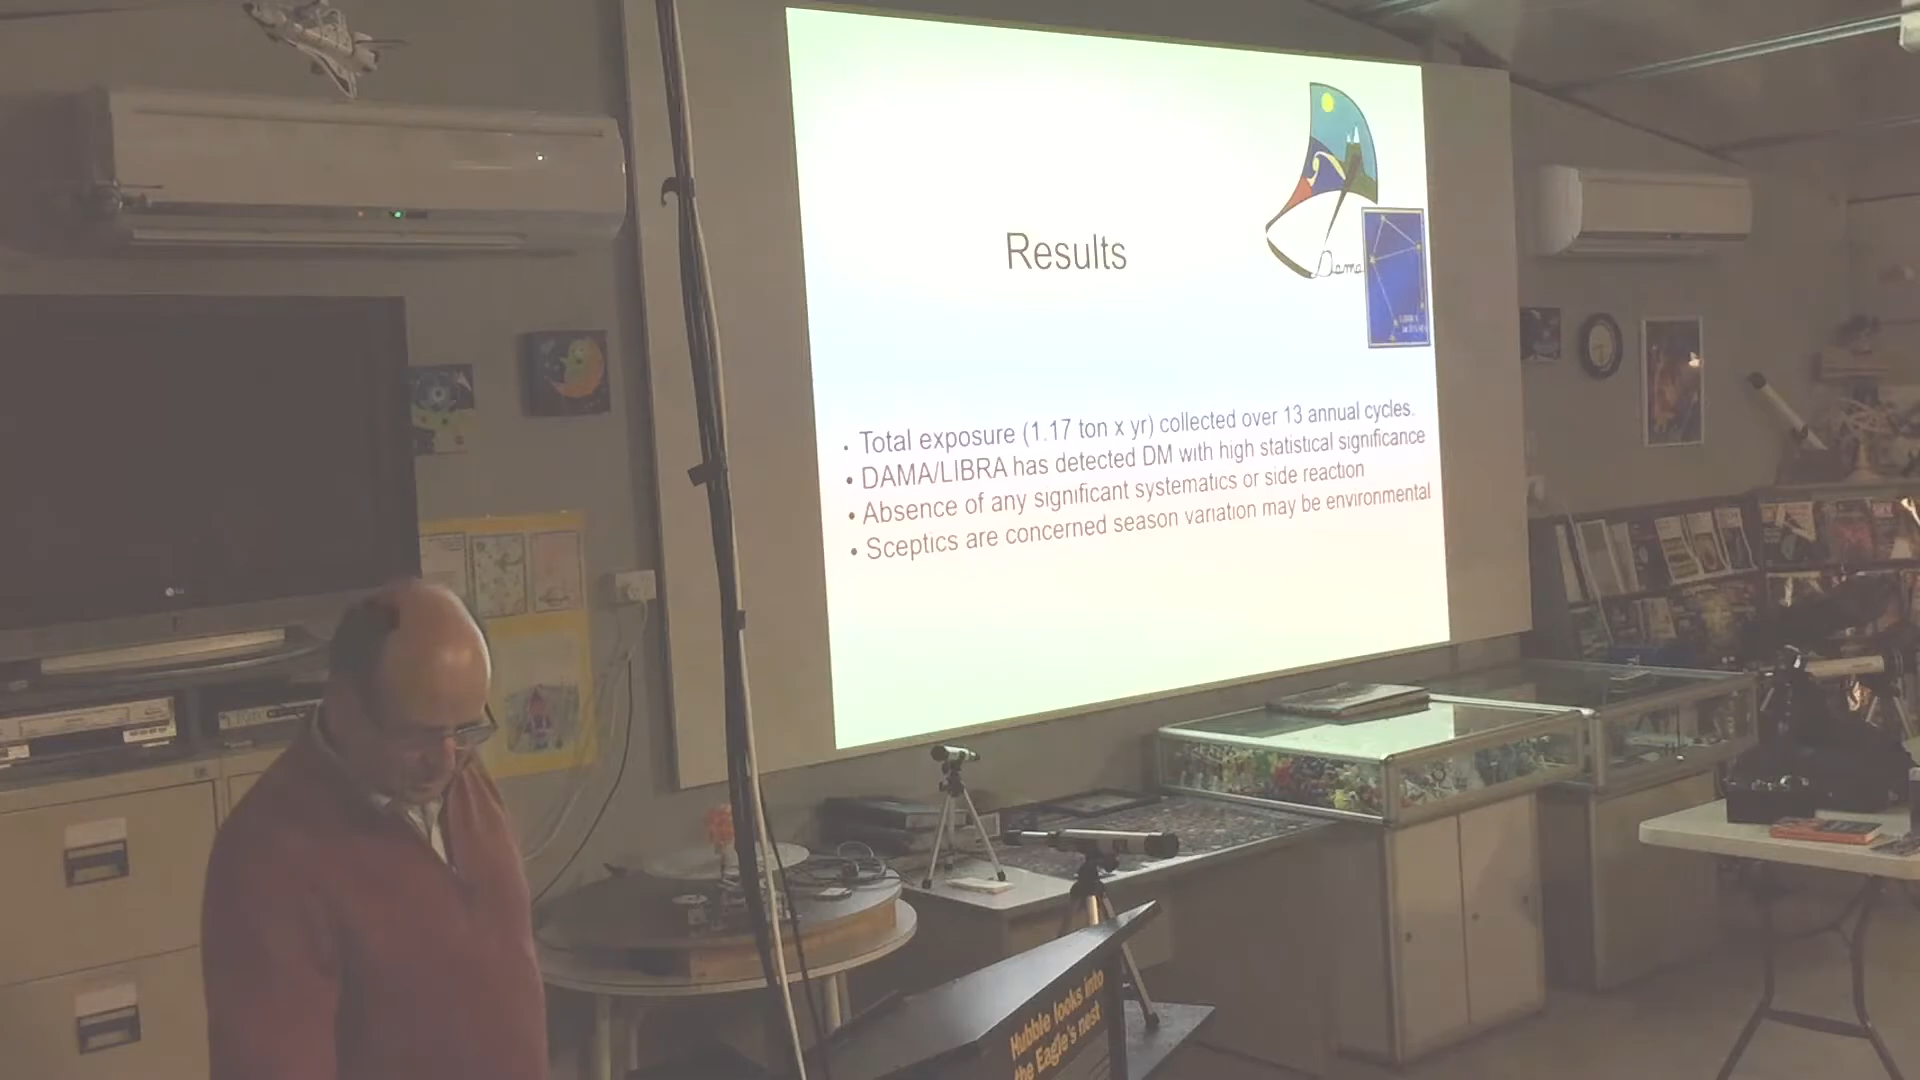 Results
Dama
• Total exposure (1.17 ton x yr) collected over 13 annual cycles.
• DAMA/LIBRA has detected DM with high statistical significance
• Absence of any significant systematics or side reaction
• Sceptics are concerned season variation may be environmental
LG
Hubble looks into
the Eagle's nest